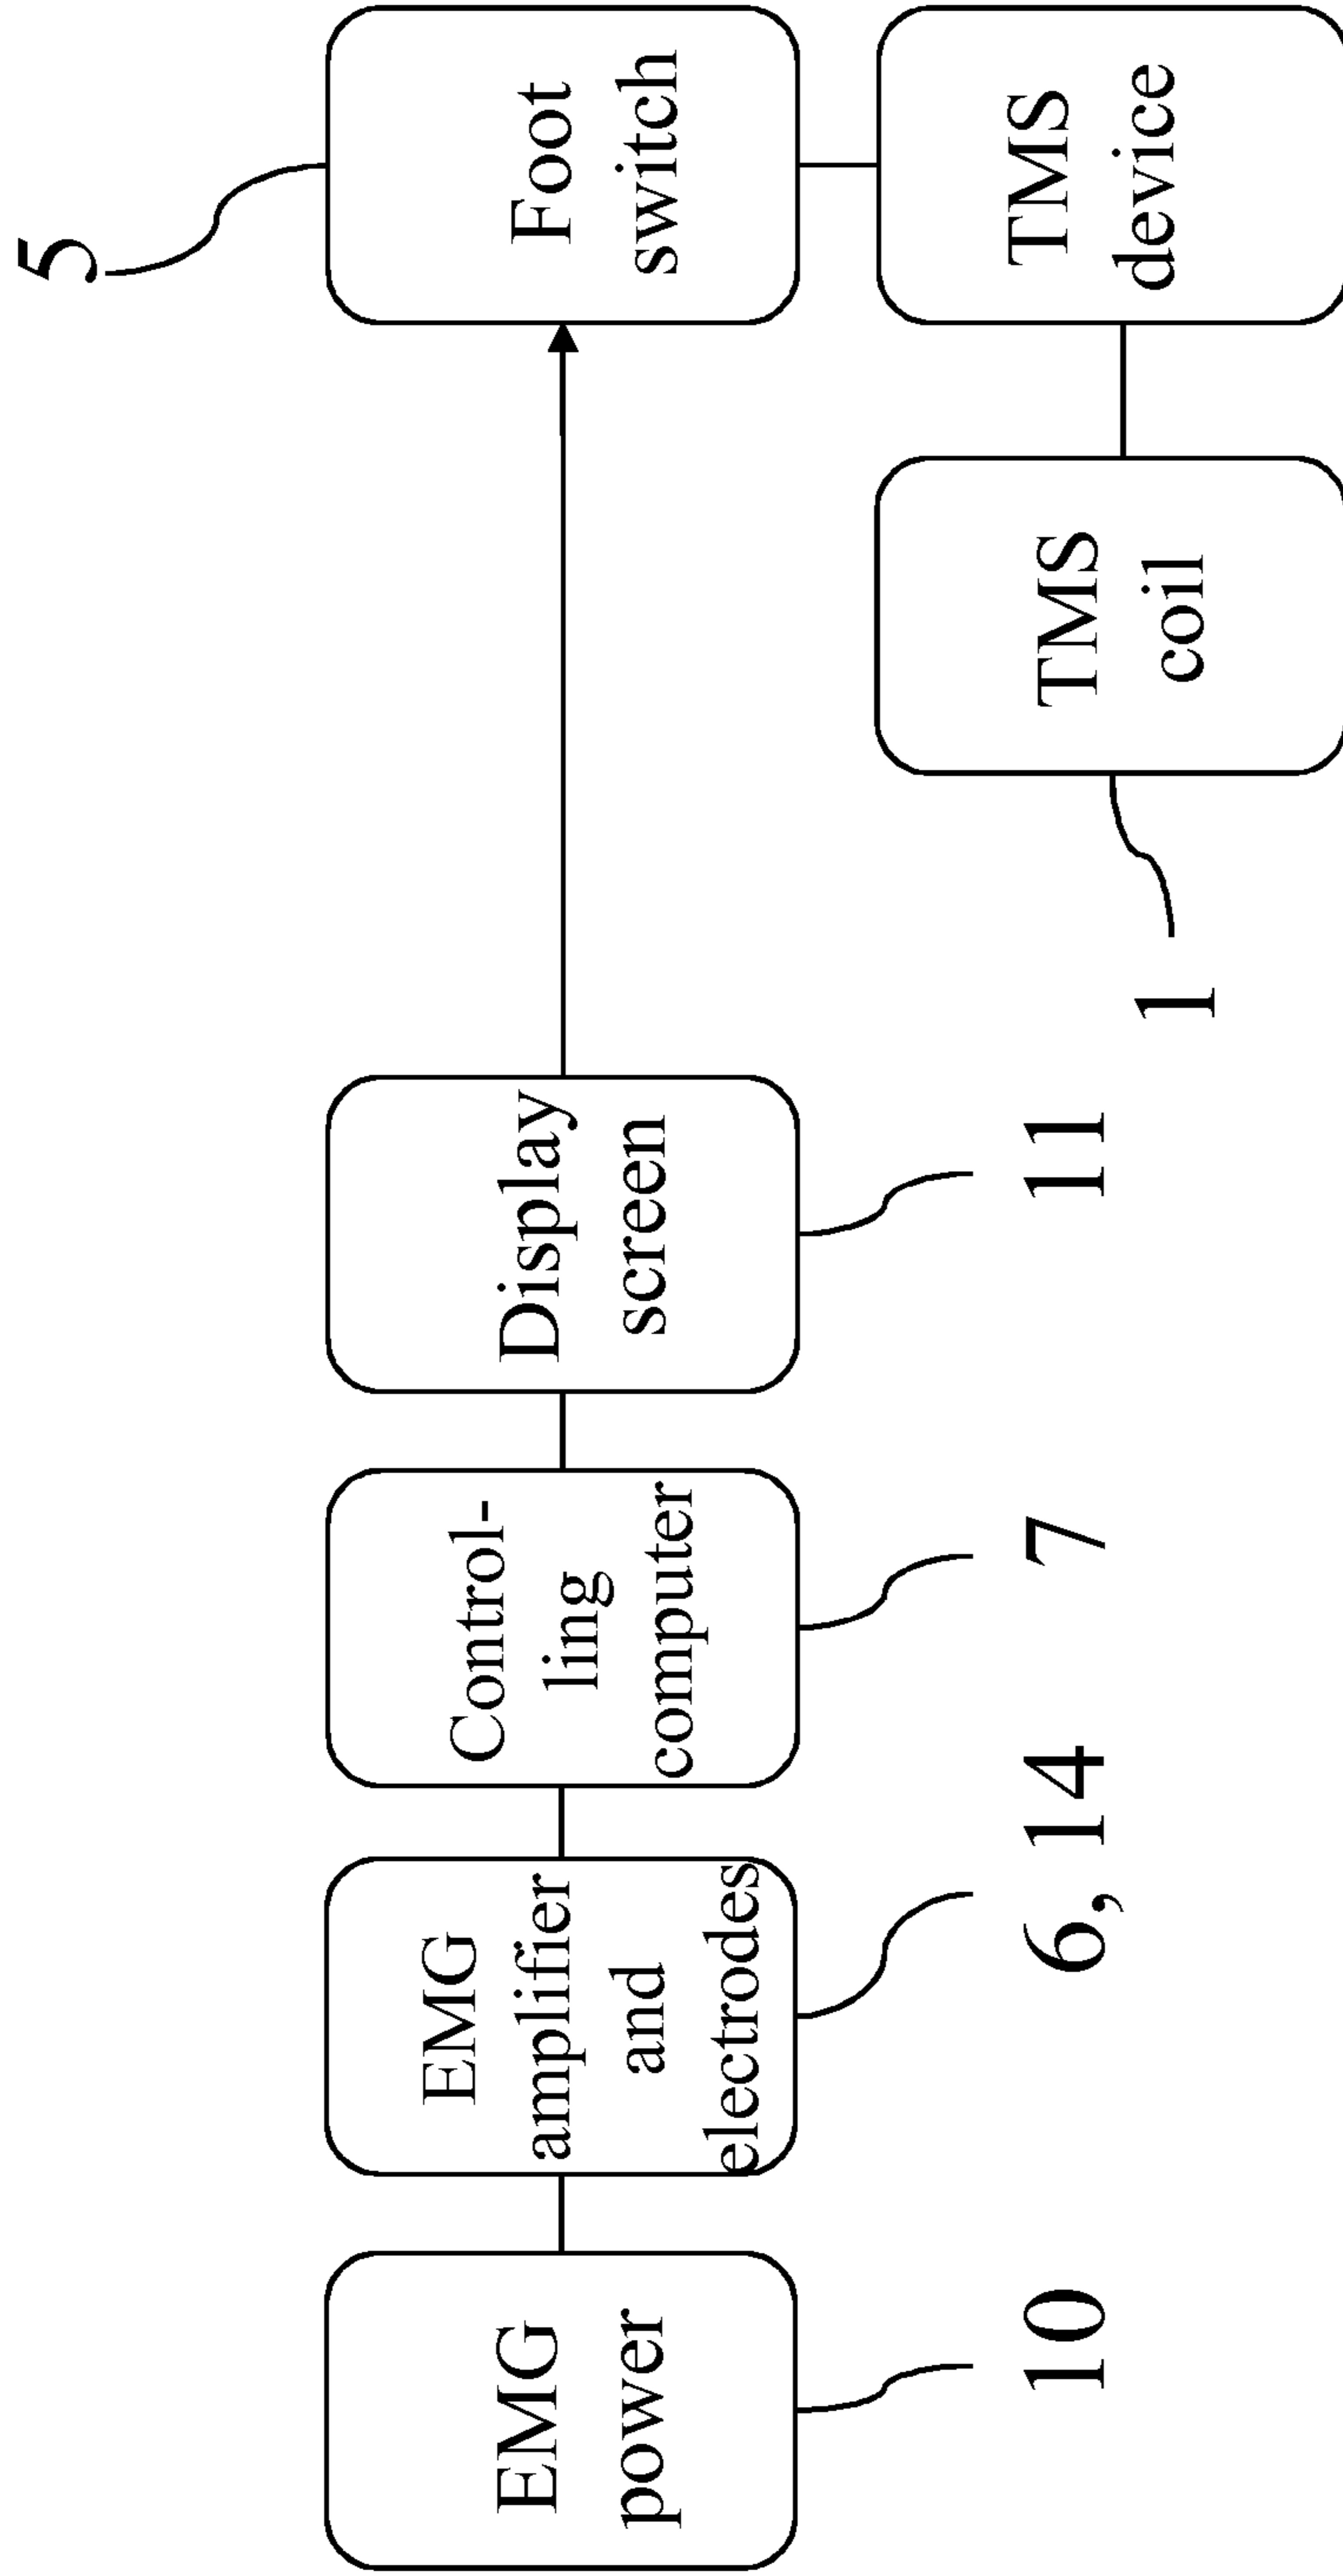 EMG
power
10
EMG
amplifier
and
electrodes
6, 14
Control-
ling
computer
7
Display
screen
11
5
Foot
switch
TMS
device
TMS
coil
1